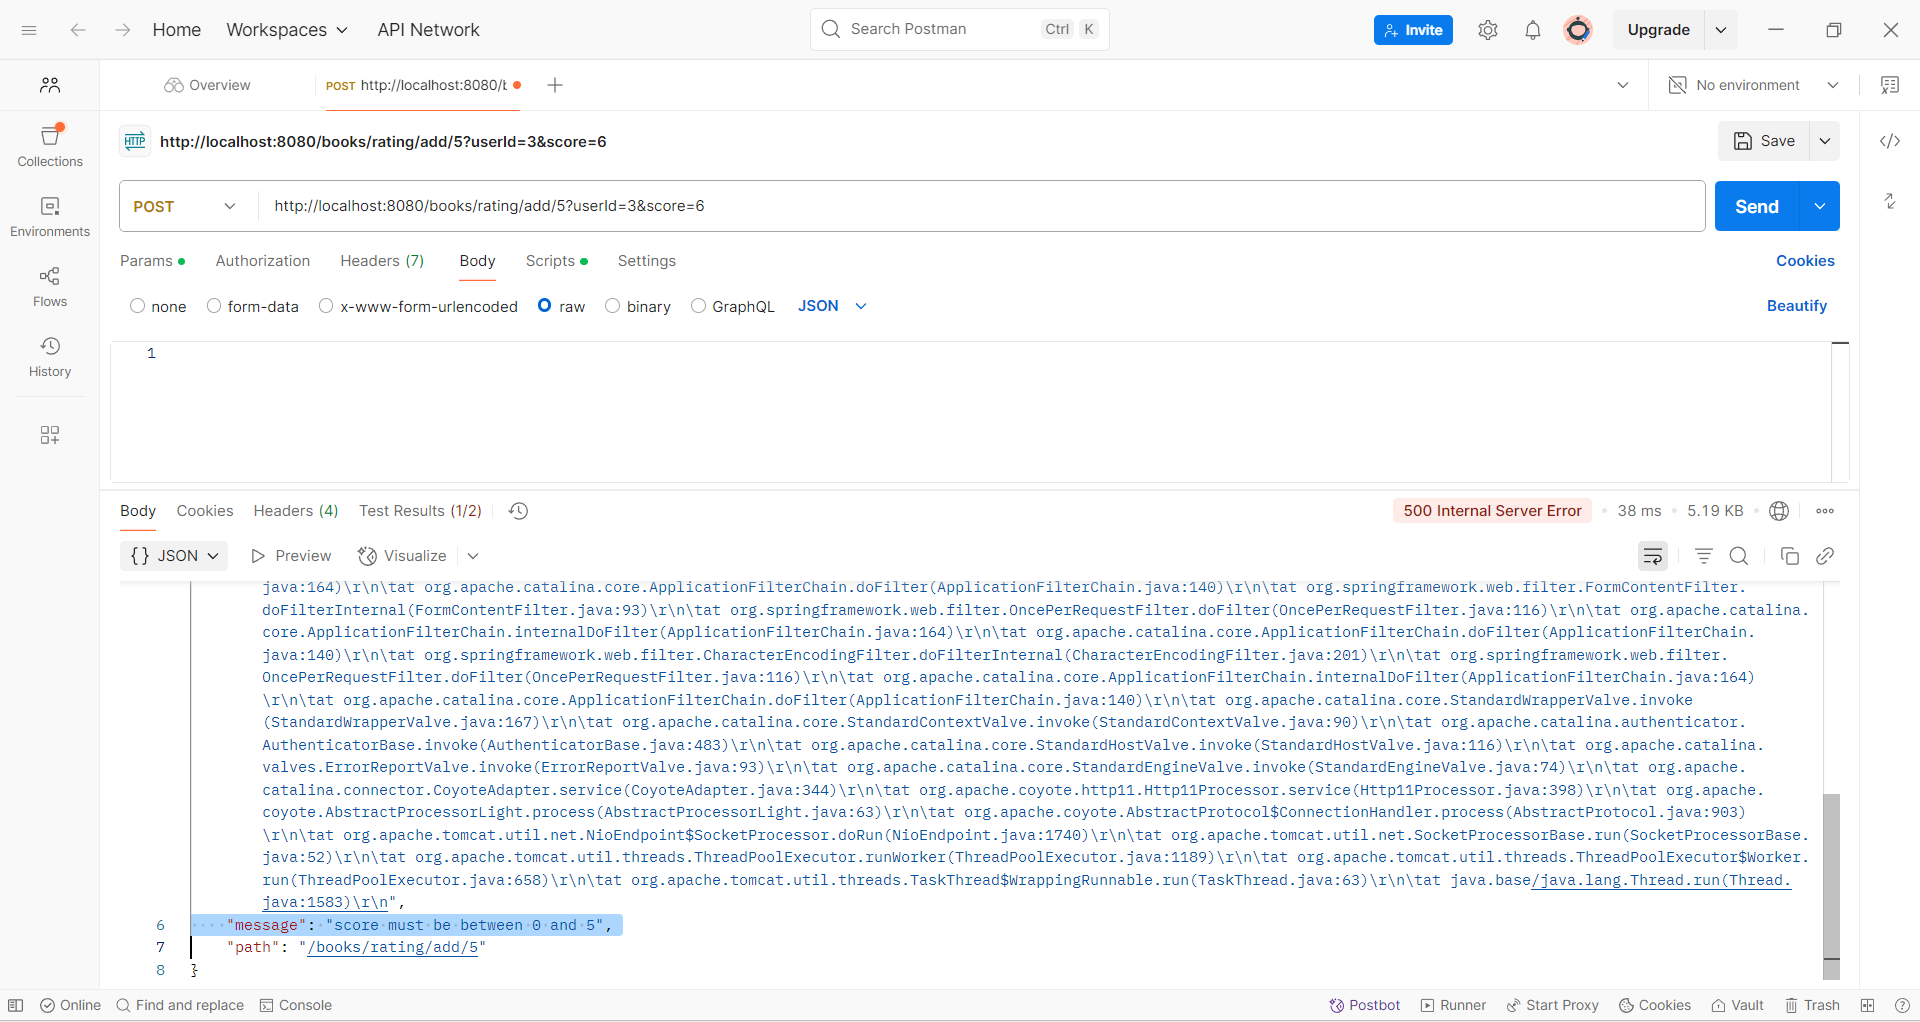 Home Workspaces API Network Search Postman Ctrl K Invite Upgrade
Overview POST http://localhost:8080/b No environment
HTTP http://localhost:8080/books/rating/add/5?userId=3&score=6 Save
Collections
POST http://localhost:8080/books/rating/add/5?userId=3&score=6 Send
Environments
Params Authorization Headers (7) Body Scripts Settings Cookies
Flows
none form-data x-www-form-urlencoded raw binary GraphQL JSON Beautify
History
1
Body Cookies Headers (4) Test Results (1/2) 500 Internal Server Error 38 ms 5.19 KB
{} JSON Preview Visualize
java:164)\r\n\tat org.apache.catalina.core.ApplicationFilterChain.doFilter(ApplicationFilterChain.java:140)\r\n\tat org.springframework.web.filter.FormContentFilter.
doFilterInternal(FormContentFilter.java:93)\r\n\tat org.springframework.web.filter.OncePerRequestFilter.doFilter(OncePerRequestFilter.java:116)\r\n\tat org.apache.catalina.
core.ApplicationFilterChain.internalDoFilter(ApplicationFilterChain.java:164)\r\n\tat org.apache.catalina.core.ApplicationFilterChain.doFilter(ApplicationFilterChain.
java:140)\r\n\tat org.springframework.web.filter.CharacterEncodingFilter.doFilterInternal(CharacterEncodingFilter.java:201)\r\n\tat org.springframework.web.filter.
OncePerRequestFilter.doFilter(OncePerRequestFilter.java:116)\r\n\tat org.apache.catalina.core.ApplicationFilterChain.internalDoFilter(ApplicationFilterChain.java:164)
\r\n\tat org.apache.catalina.core.ApplicationFilterChain.doFilter(ApplicationFilterChain.java:140)\r\n\tat org.apache.catalina.core.StandardWrapperValve.invoke
(StandardWrapperValve.java:167)\r\n\tat org.apache.catalina.core.StandardContextValve.invoke(StandardContextValve.java:90)\r\n\tat org.apache.catalina.authenticator.
AuthenticatorBase.invoke(AuthenticatorBase.java:483)\r\n\tat org.apache.catalina.core.StandardHostValve.invoke(StandardHostValve.java:116)\r\n\tat org.apache.catalina.
valves.ErrorReportValve.invoke(ErrorReportValve.java:93)\r\n\tat org.apache.catalina.core.StandardEngineValve.invoke(StandardEngineValve.java:74)\r\n\tat org.apache.
catalina.connector.CoyoteAdapter.service(CoyoteAdapter.java:344)\r\n\tat org.apache.coyote.http11.Http11Processor.service(Http11Processor.java:398)\r\n\tat org.apache.
coyote.AbstractProcessorLight.process(AbstractProcessorLight.java:63)\r\n\tat org.apache.coyote.AbstractProtocol$ConnectionHandler.process(AbstractProtocol.java:903)
\r\n\tat org.apache.tomcat.util.net.NioEndpoint$SocketProcessor.doRun(NioEndpoint.java:1740)\r\n\tat org.apache.tomcat.util.net.SocketProcessorBase.run(SocketProcessorBase.
java:52)\r\n\tat org.apache.tomcat.util.threads.ThreadPoolExecutor.runWorker(ThreadPoolExecutor.java:1189)\r\n\tat org.apache.tomcat.util.threads.ThreadPoolExecutor$Worker.
run(ThreadPoolExecutor.java:658)\r\n\tat org.apache.tomcat.util.threads.TaskThread$WrappingRunnable.run(TaskThread.java:63)\r\n\tat java.base/java.lang.Thread.run(Thread.
java:1583)\r\n",
6 "message": "score must be between 0 and 5",
7 "path": "/books/rating/add/5"
8 }
Online Find and replace Console Postbot Runner Start Proxy Cookies Vault Trash